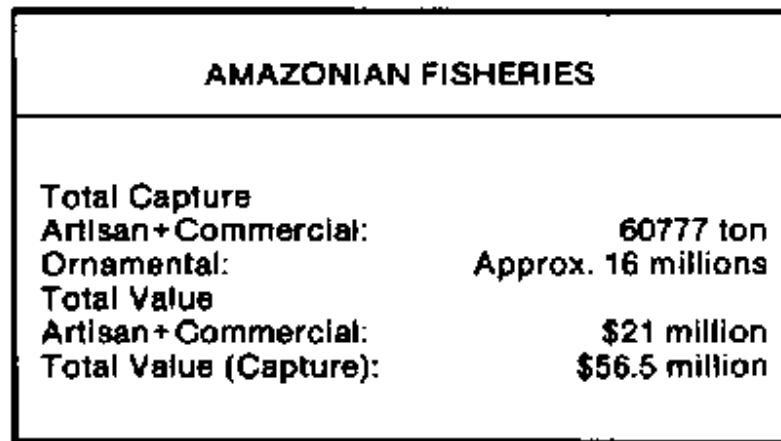 AMAZONIAN FISHERIES
Total Capture
Artisan+Commercial: 60777 ton
Ornamental: Approx. 16 millions
Total Value
Artisan+Commercial: $21 million
Total Value (Capture): $56.5 million